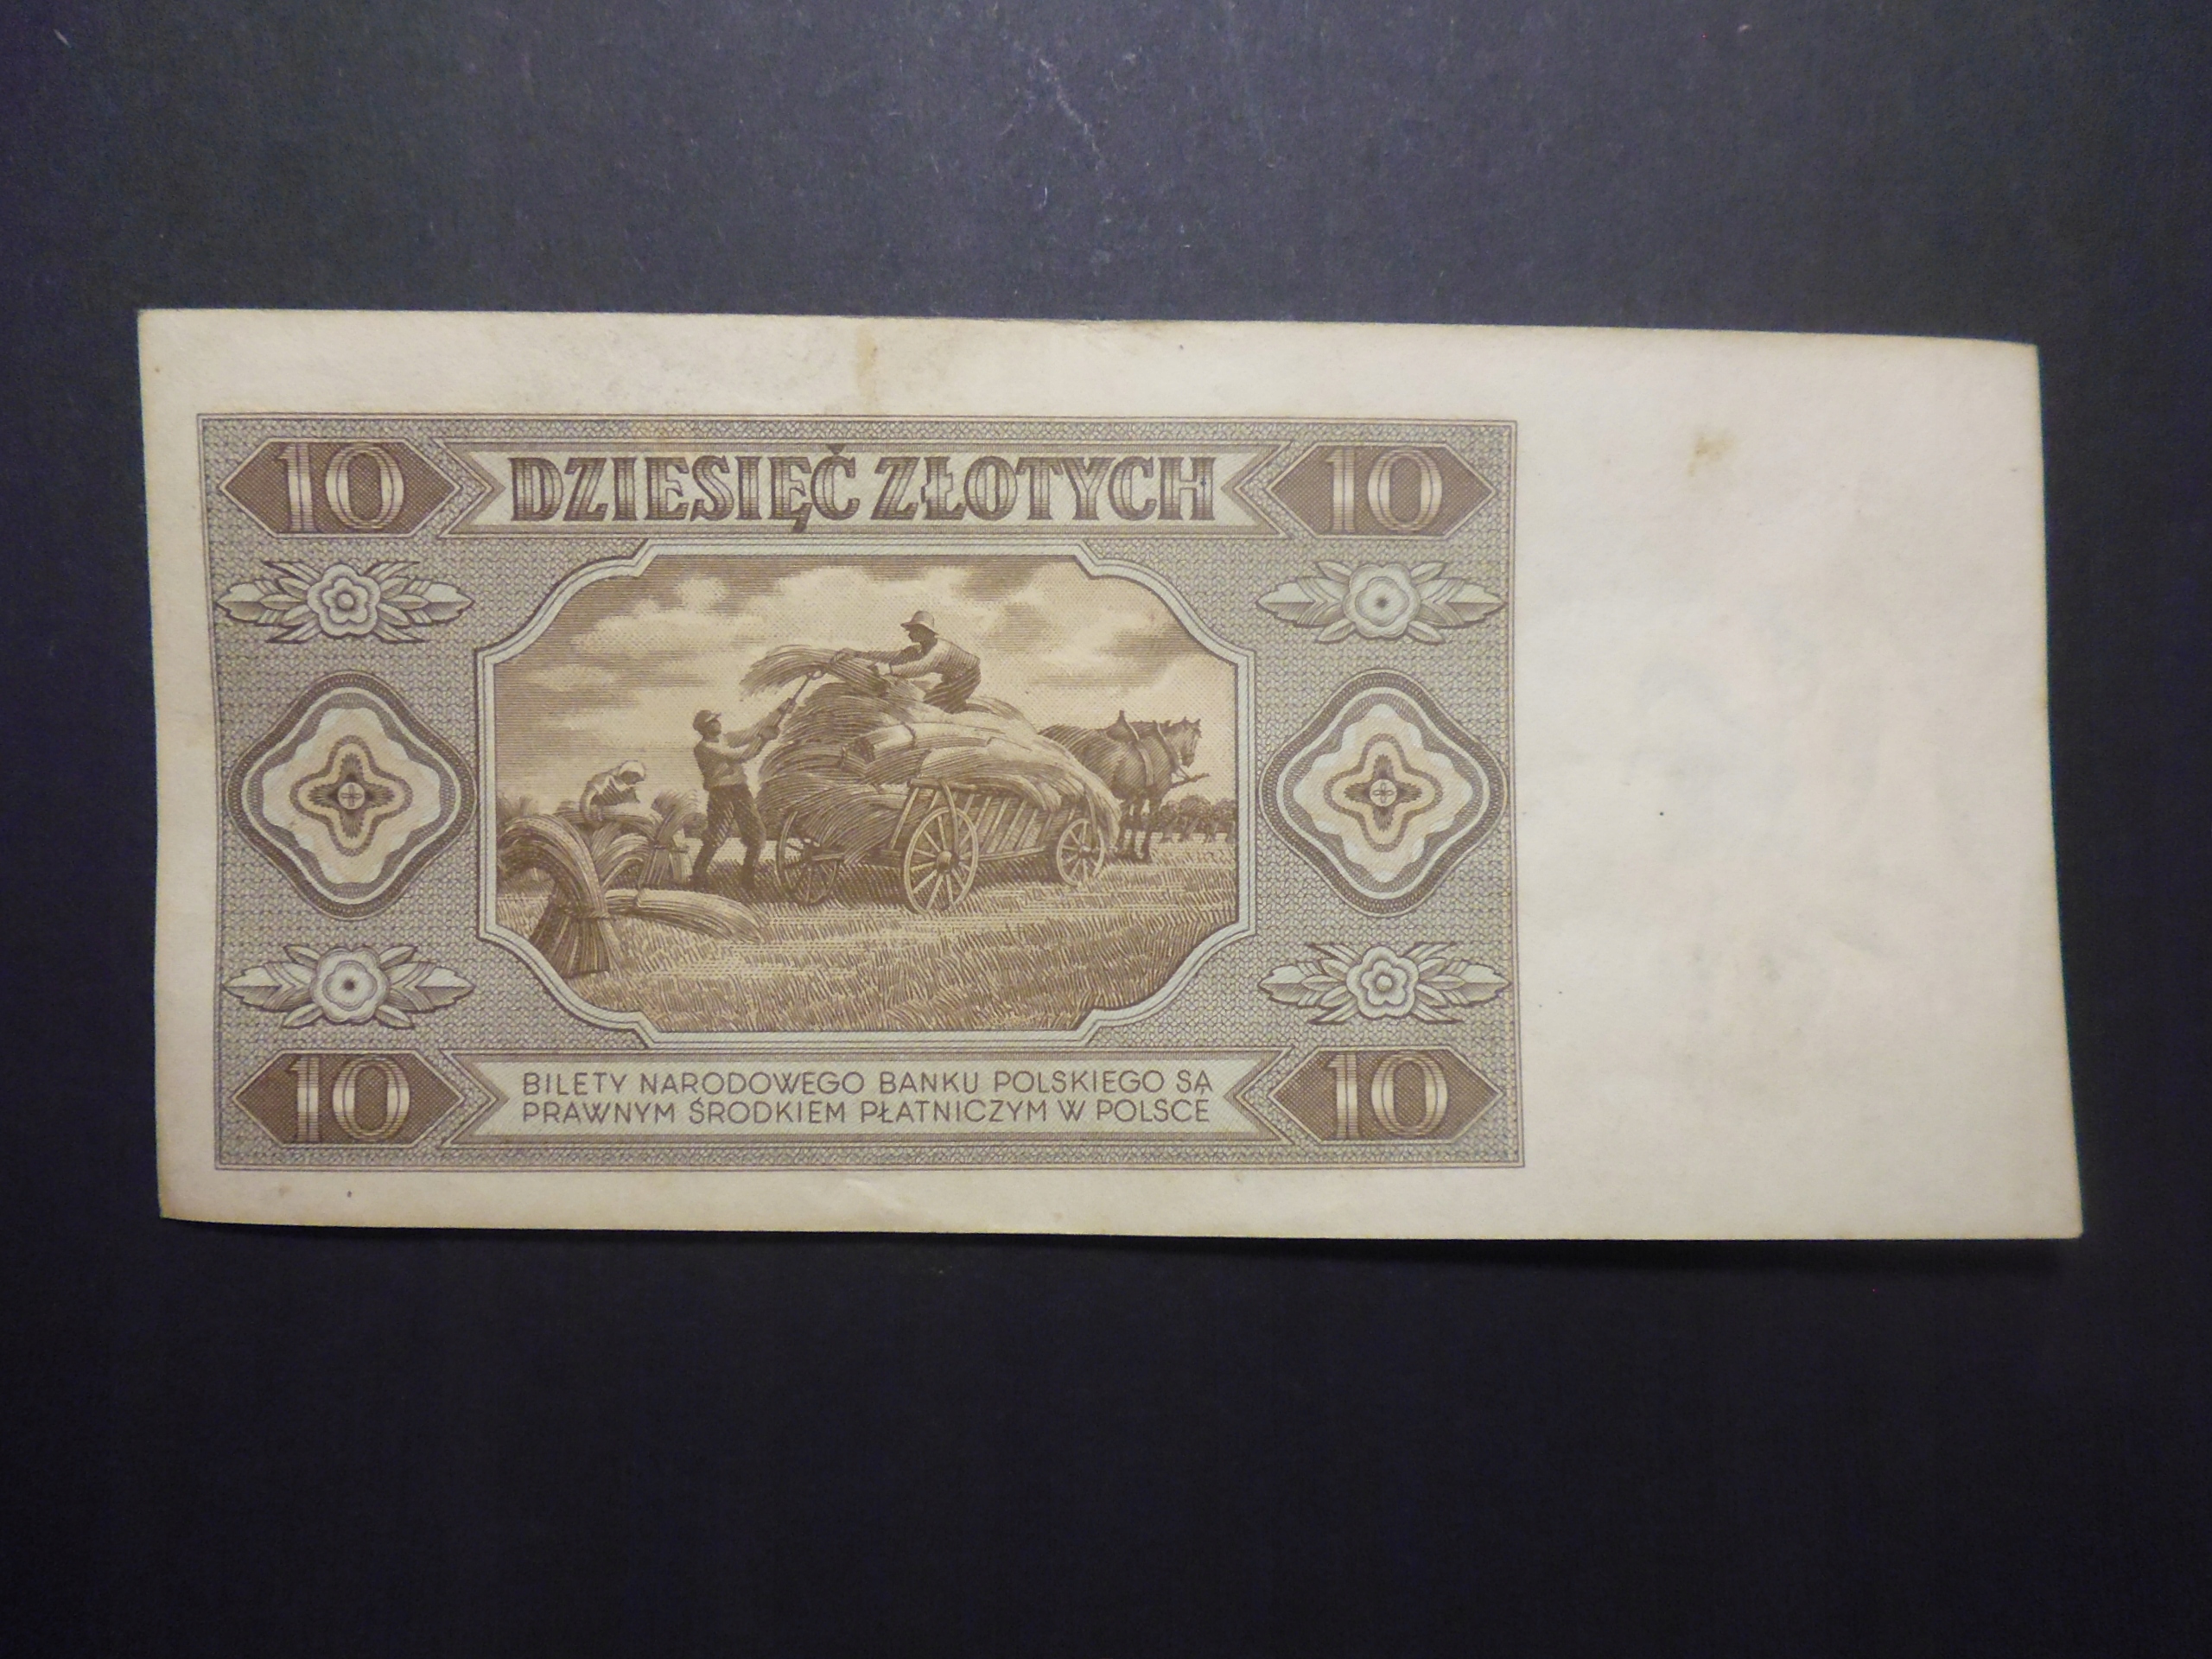 10 DZIESIĘĆ ZŁOTYCH 10
10 BILETY NARODOWEGO BANKU POLSKIEGO SĄ 10
PRAWNYM ŚRODKIEM PŁATNICZYM W POLSCE